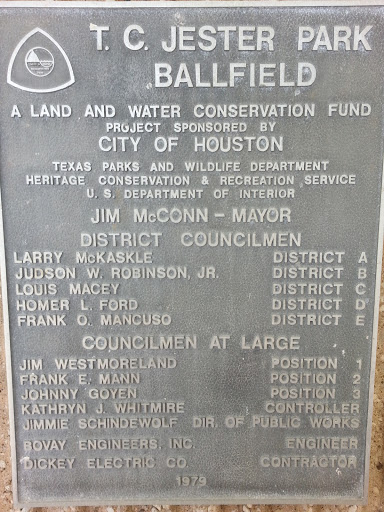 T. C. JESTER PARK
BALLFIELD
A LAND AND WATER CONSERVATION FUND
PROJECT SPONSORED BY
CITY OF HOUSTON
TEXAS PARKS AND WILDLIFE DEPARTMENT
HERITAGE CONSERVATION & RECREATION SERVICE
U. S. DEPARTMENT OF INTERIOR
JIM McCONN – MAYOR
DISTRICT COUNCILMEN
LARRY McKASKLE DISTRICT A
JUDSON W. ROBINSON, JR. DISTRICT B
LOUIS MACEY DISTRICT C
HOMER L. FORD DISTRICT D
FRANK O. MANCUSO DISTRICT E
COUNCILMEN AT LARGE
JIM WESTMORELAND POSITION 1
FRANK E. MANN POSITION 2
JOHNNY GOYEN POSITION 3
KATHRYN J. WHITMIRE CONTROLLER
JIMMIE SCHINDEWOLF DIR. OF PUBLIC WORKS
BOVAY ENGINEERS, INC. ENGINEER
DICKEY ELECTRIC CO. CONTRACTOR
1979